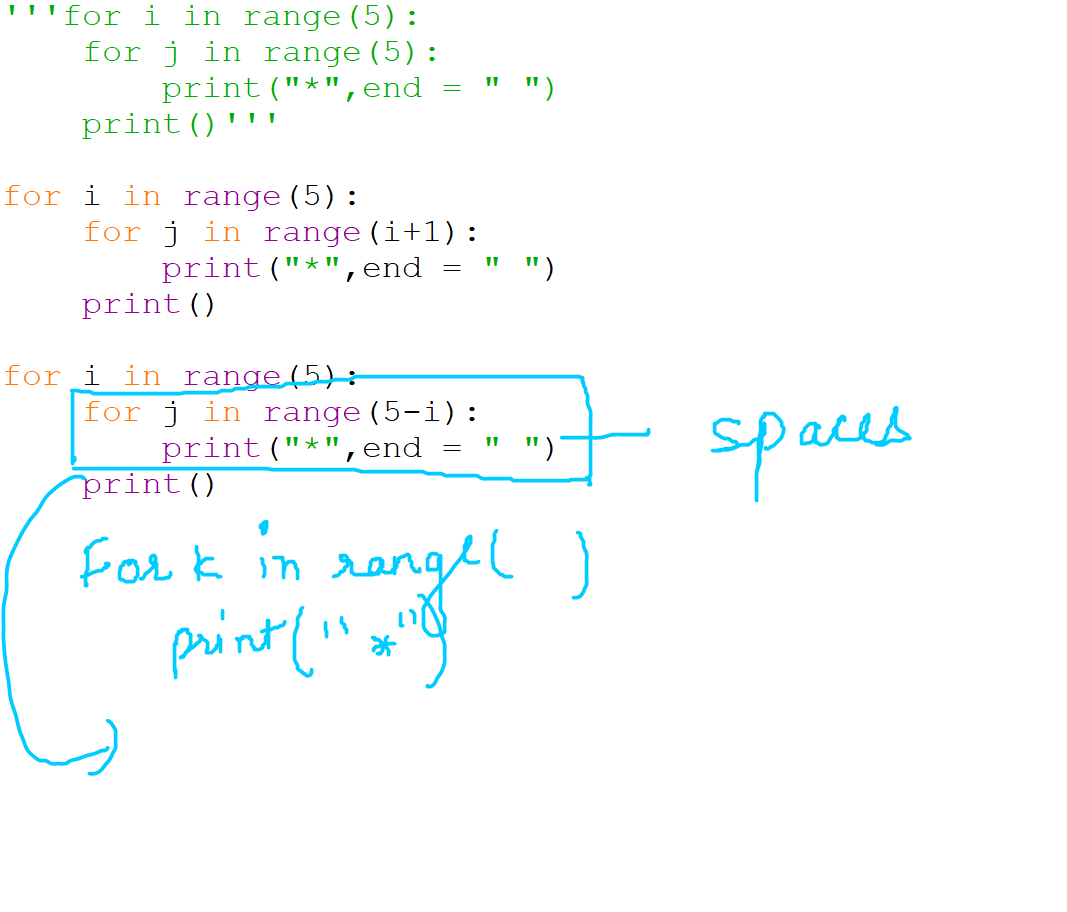 '''for i in range(5):
    for j in range(5):
        print("*",end = " ")
    print()'''

for i in range(5):
    for j in range(i+1):
        print("*",end = " ")
    print()

for i in range(5):
    for j in range(5-i):
        print("*",end = " ")
    print()
spaces
for k in range( )
print("*")